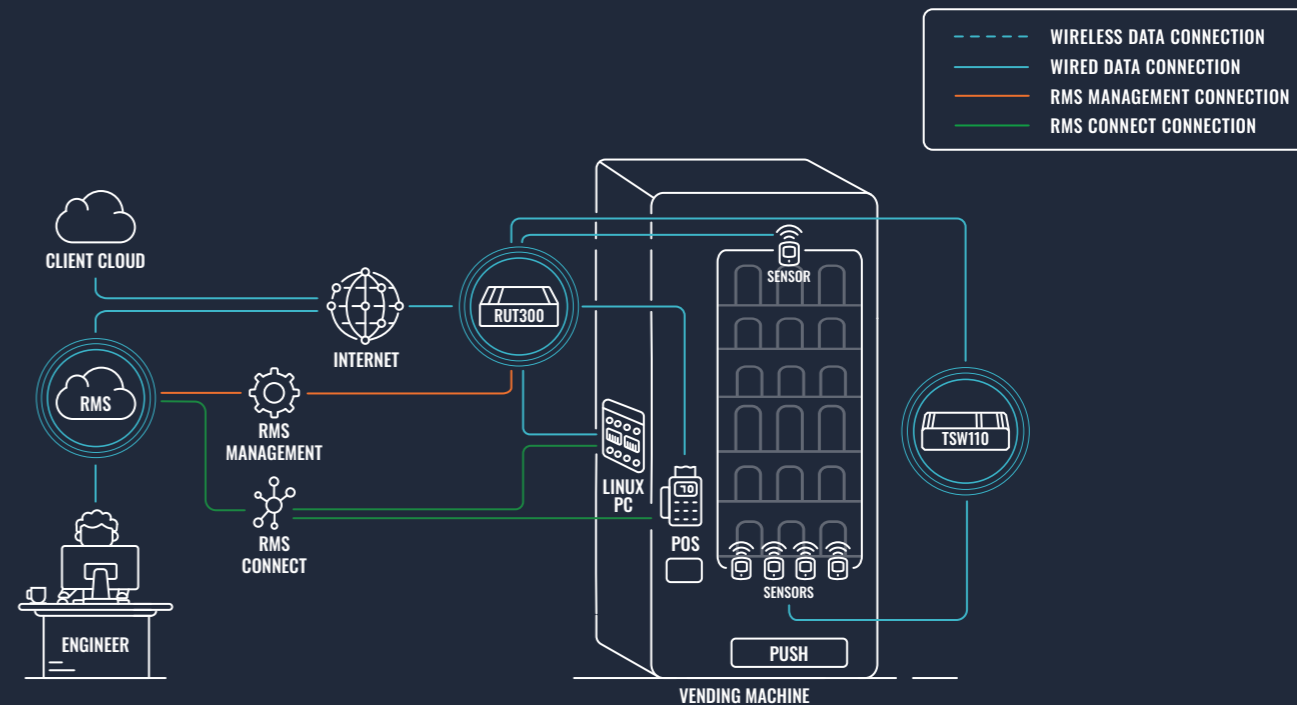 WIRELESS DATA CONNECTION
WIRED DATA CONNECTION
RMS MANAGEMENT CONNECTION
RMS CONNECT CONNECTION
CLIENT CLOUD
INTERNET
RUT300
SENSOR
RMS
RMS
MANAGEMENT
TSW110
LINUX
PC
70
POS
RMS
CONNECT
SENSORS
ENGINEER
PUSH
VENDING MACHINE